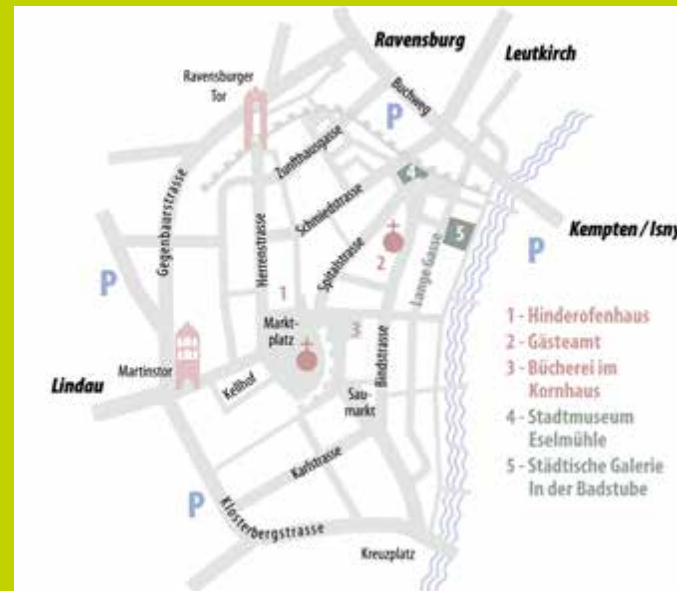 Ravensburg
Leutkirch
Ravensburger
Tor
P
Buchweg
Zunfthausgasse
4
Gegenbaurstrasse
Schmiedstrasse
Herrenstrasse
Spitalstrasse
2
Lange Gasse
5
Kempten / Isny
P
P
1
3
Markt-
platz
Bindstrasse
Martinstor
Lindau
Kellhof
Sau-
markt
Karlstrasse
P
Klosterbergstrasse
Kreuzplatz
1 - Hinderofenhaus
2 - Gästeamt
3 - Bücherei im
Kornhaus
4 - Stadtmuseum
Eselmühle
5 - Städtische Galerie
In der Badstube